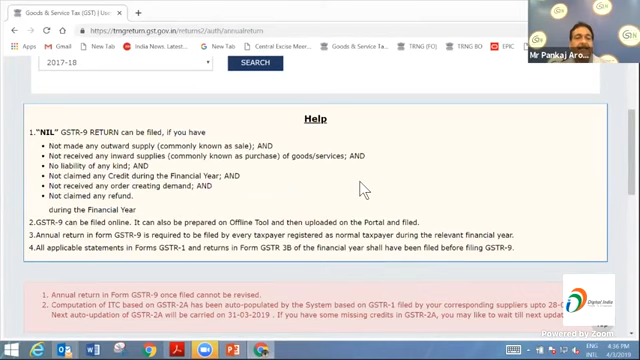 Goods & Service Tax (GST) | Use
https://tmgreturn.gst.gov.in/returns2/auth/annualreturn
Apps
New Tab
India News, Latest
The CBEC
Google
Central Excise Meer
Goods & Service Tax
TRNG (FO)
TRNG BO
EPIC
Mr Pankaj Aro...
2017-18
SEARCH
Help
1. "NIL" GSTR-9 RETURN can be filed, if you have
• Not made any outward supply (commonly known as sale); AND
• Not received any inward supplies (commonly known as purchase) of goods/services; AND
• No liability of any kind; AND
• Not claimed any Credit during the Financial Year; AND
• Not received any order creating demand; AND
• Not claimed any refund.
during the Financial Year
2. GSTR-9 can be filed online. It can also be prepared on Offline Tool and then uploaded on the Portal and filed.
3. Annual return in form GSTR-9 is required to be filed by every taxpayer registered as normal taxpayer during the relevant financial year.
4. All applicable statements in Forms GSTR-1 and returns in Form GSTR 3B of the financial year shall have been filed before filing GSTR-9.
1. Annual return in Form GSTR-9 once filed cannot be revised.
2. Computation of ITC based on GSTR-2A has been auto-populated by the System based on GSTR-1 filed by your corresponding suppliers upto 28-
Next auto-updation of GSTR-2A will be carried on 31-03-2019 . If you have some missing credits in GSTR-2A, you may like to wait till next updat
Digital India
Powered by Zoom
ENG
INTL
4:36 PM
4/3/2019